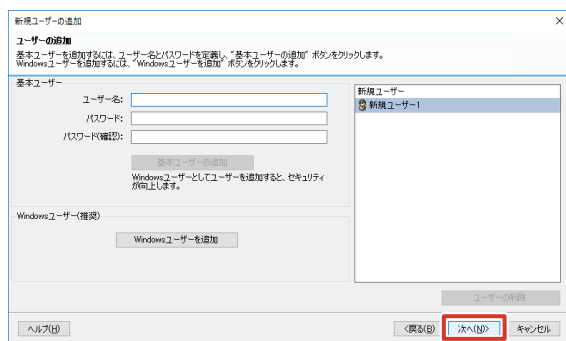 新規ユーザーの追加
ユーザーの追加
基本ユーザーを追加するには、ユーザー名とパスワードを定義し、"基本ユーザーの追加" ボタンをクリックします。
Windowsユーザーを追加するには、"Windowsユーザーを追加" ボタンをクリックします。
基本ユーザー
ユーザー名:
パスワード:
パスワード(確認):
基本ユーザーの追加
Windowsユーザーとしてユーザーを追加すると、セキュリティ
が向上します。
Windowsユーザー(推奨)
Windowsユーザーを追加
新規ユーザー
新規ユーザー1
ユーザーの削除
ヘルプ(H)
<戻る(B)
次へ(N)>
キャンセル